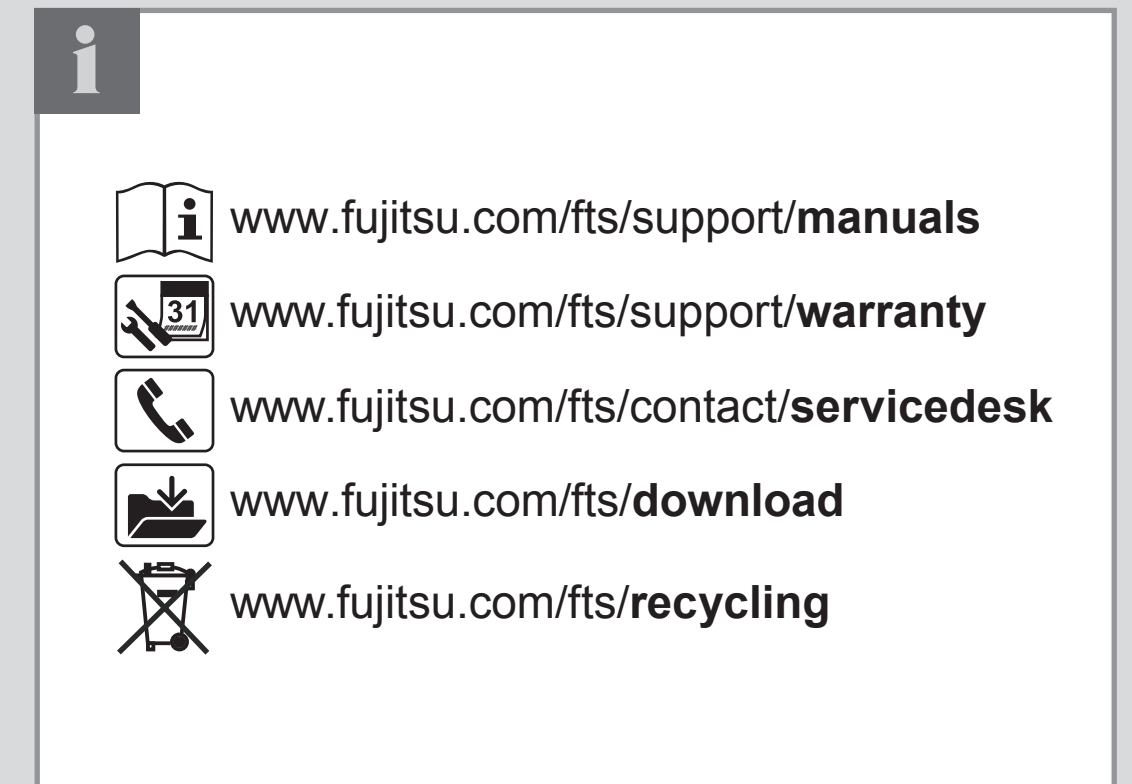 i
i www.fujitsu.com/fts/support/manuals
31 www.fujitsu.com/fts/support/warranty
www.fujitsu.com/fts/contact/servicedesk
www.fujitsu.com/fts/download
www.fujitsu.com/fts/recycling